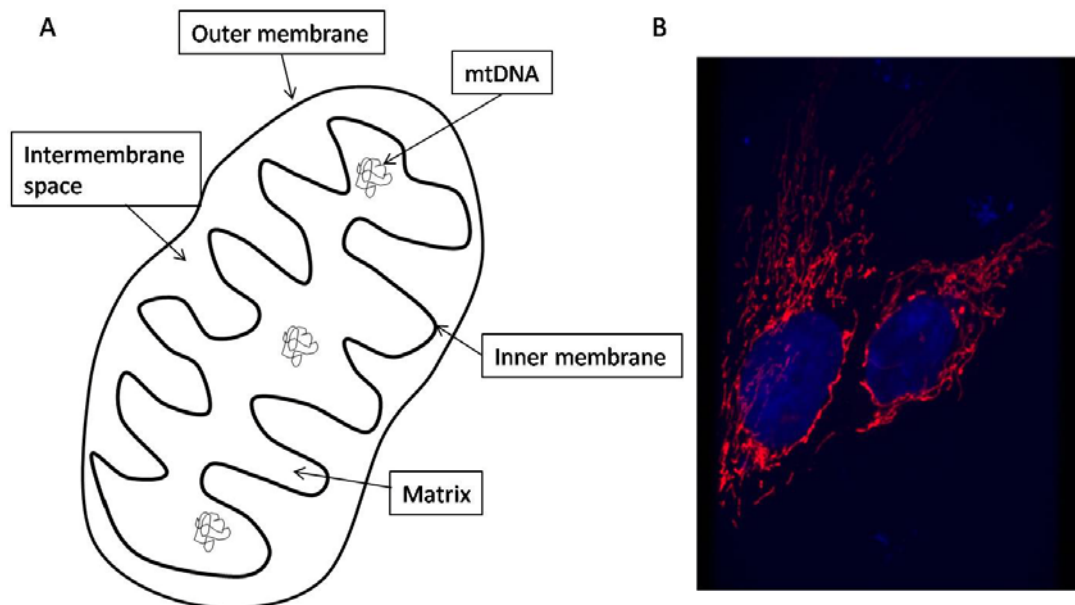 A
B
Outer membrane
mtDNA
Intermembrane
space
Inner membrane
Matrix